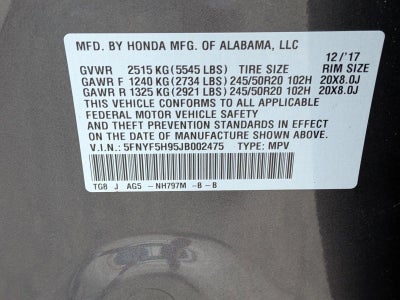 MFD. BY HONDA MFG. OF ALABAMA, LLC
12/'17
GVWR 2515 KG (5545 LBS) TIRE SIZE RIM SIZE
GAWR F 1240 KG (2734 LBS) 245/50R20 102H 20X8.0J
GAWR R 1325 KG (2921 LBS) 245/50R20 102H 20X8.0J
THIS VEHICLE CONFORMS TO ALL APPLICABLE
FEDERAL MOTOR VEHICLE SAFETY AND
THEFT PREVENTION STANDARDS IN EFFECT
ON THE DATE OF MANUFACTURE SHOWN ABOVE.
V.I.N.: 5FNYF5H95JB002475 TYPE: MPV
TG8 J AG5 -NH797M -B-B